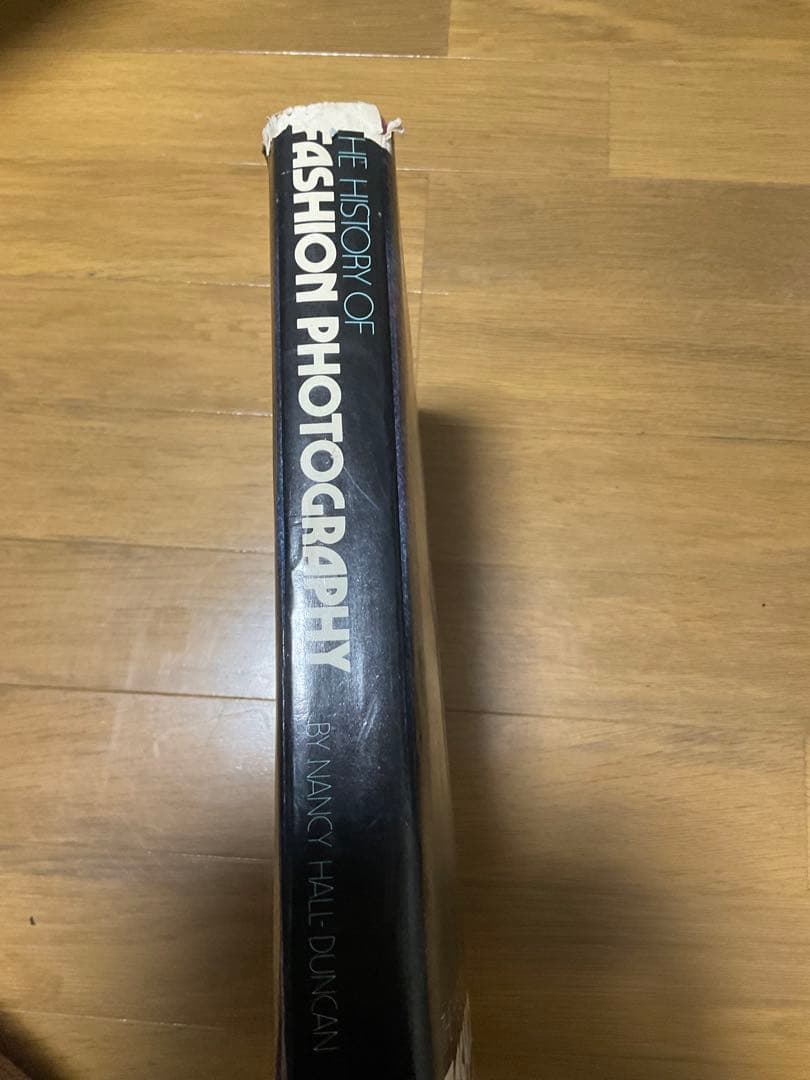 HE HISTORY OF
FASHION PHOTOGRAPHY
BY NANCY HALL-DUNCAN